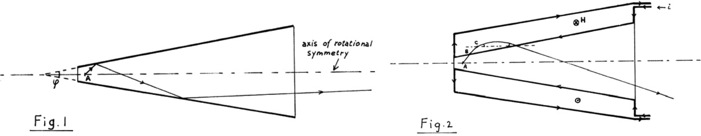 φ
A
axis of rotational
symmetry
Fig.1
H
← i
A
B
C
Fig.2